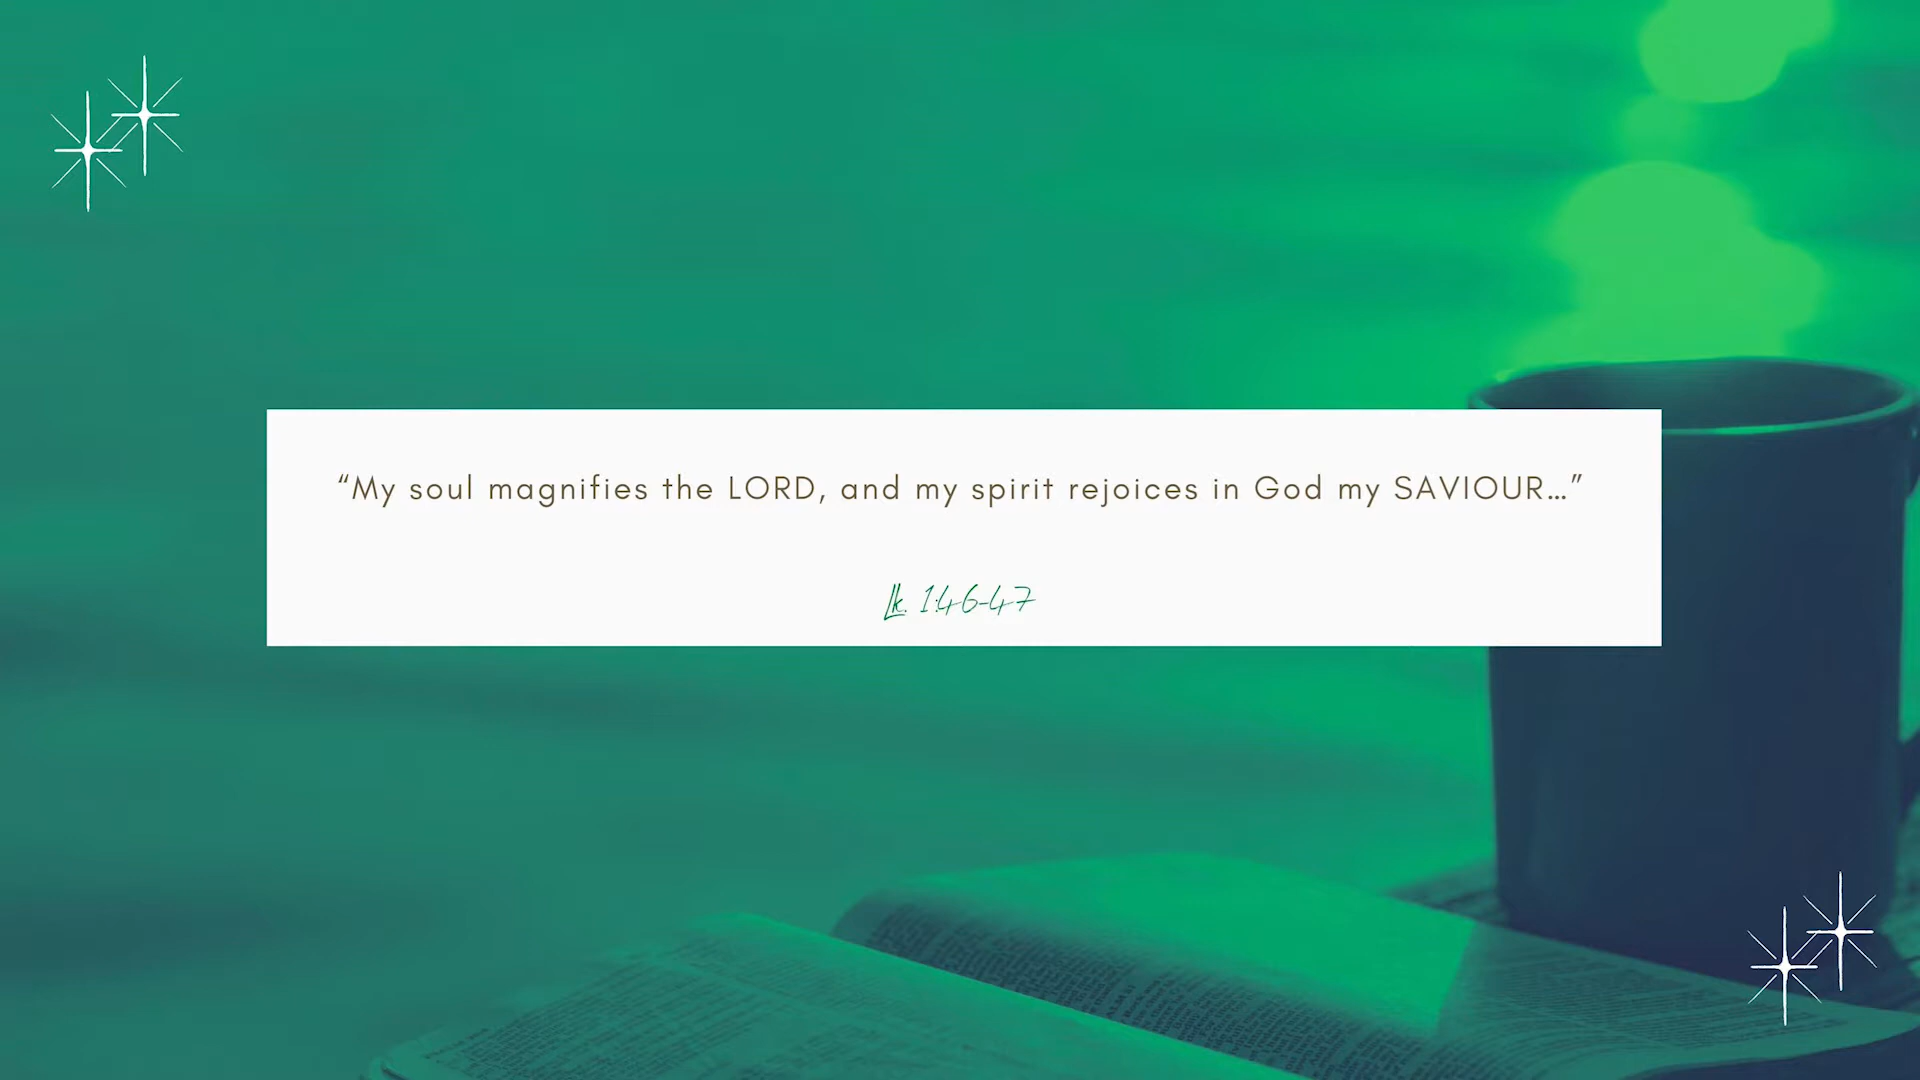 “My soul magnifies the LORD, and my spirit rejoices in God my SAVIOUR...”
Lk. 1:46-47